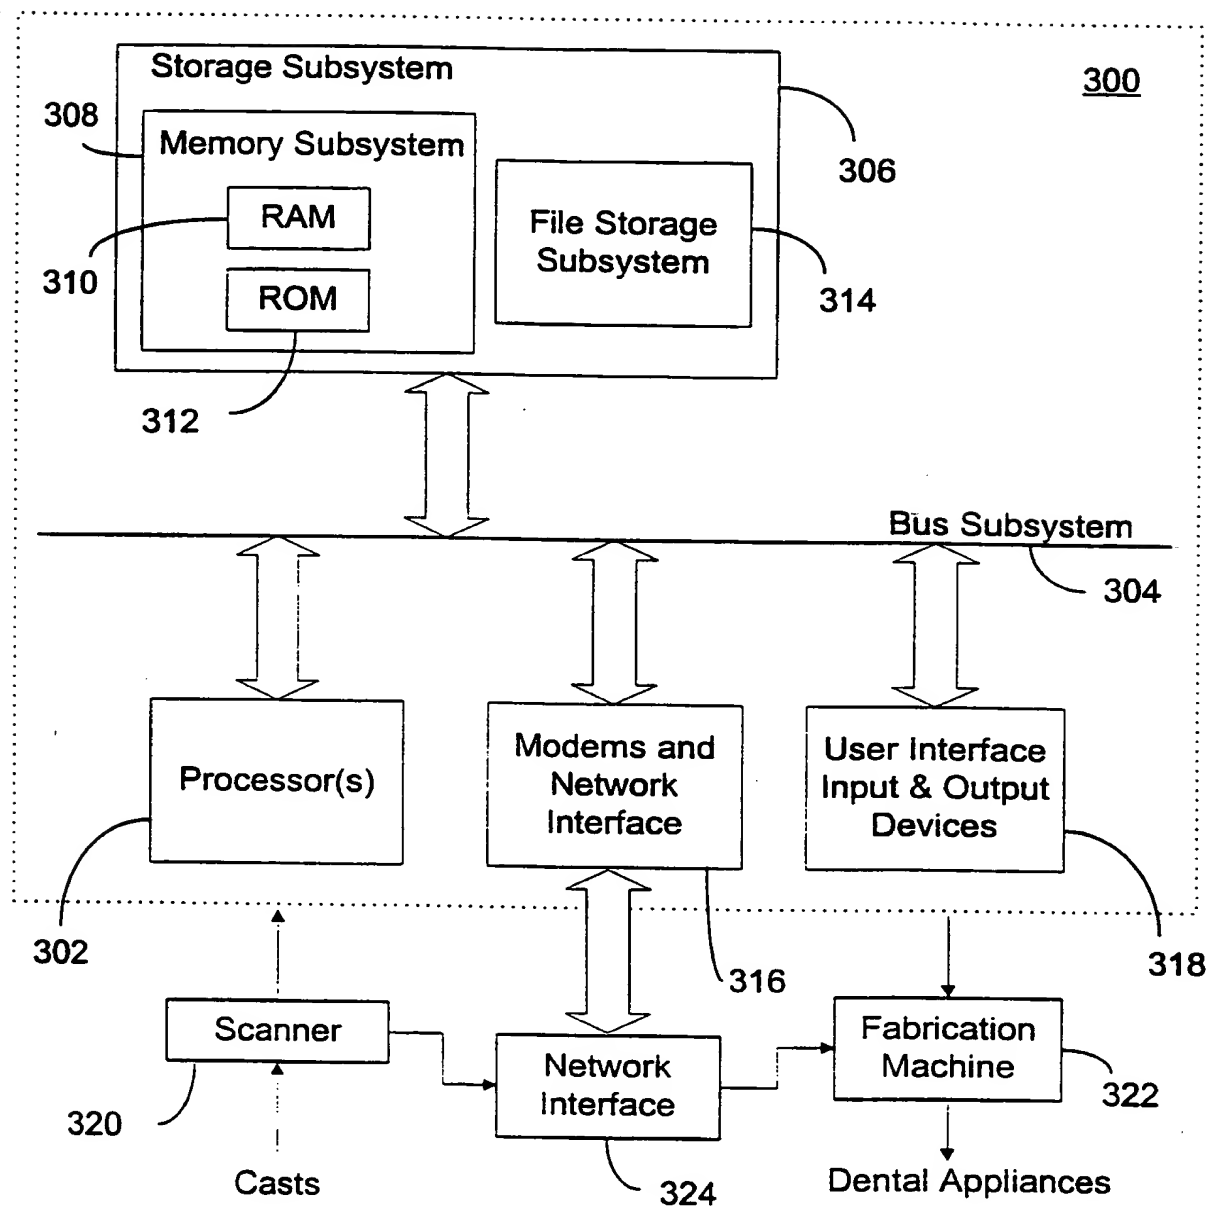 Storage Subsystem
300
308
Memory Subsystem
306
RAM
File Storage
Subsystem
310
ROM
314
312
Bus Subsystem
304
Processor(s)
Modems and
Network
Interface
User Interface
Input & Output
Devices
302
316
318
Scanner
Network
Interface
Fabrication
Machine
320
322
Casts
324
Dental Appliances